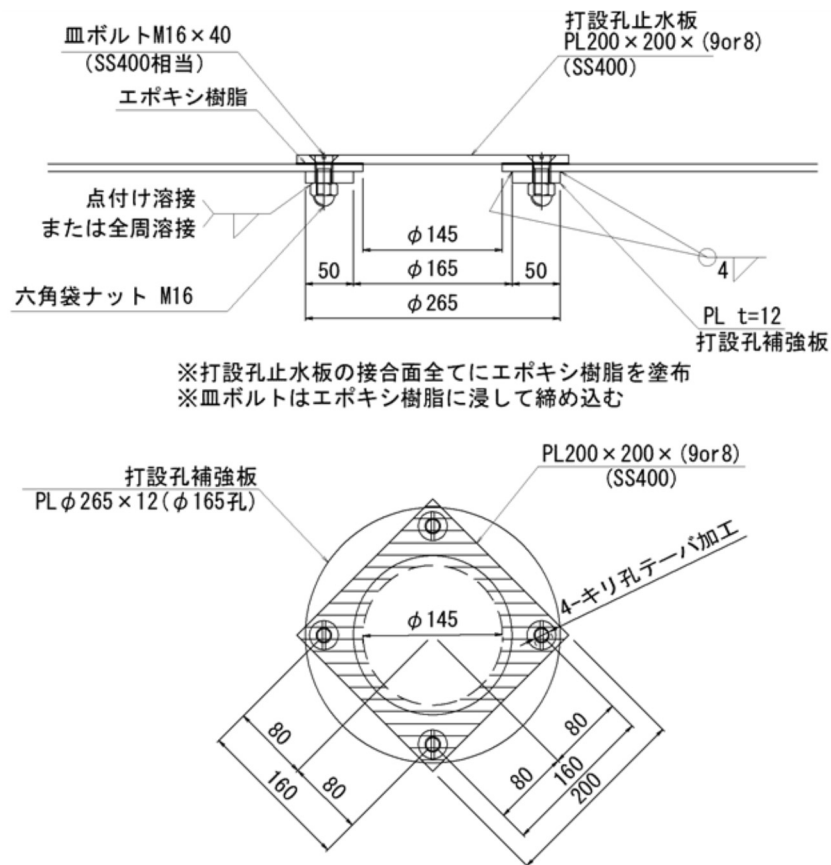 皿ボルトM16×40
(SS400相当)
エポキシ樹脂
打設孔止水板
PL200×200×(9or8)
(SS400)
点付け溶接
または全周溶接
六角袋ナット M16
φ145
50
φ165
50
φ265
4
PL t=12
打設孔補強板
※打設孔止水板の接合面全てにエポキシ樹脂を塗布
※皿ボルトはエポキシ樹脂に浸して締め込む
打設孔補強板
PLφ265×12(φ165孔)
PL200×200×(9or8)
(SS400)
4-キリ孔テーパ加工
φ145
80
80
160
80
80
160
200